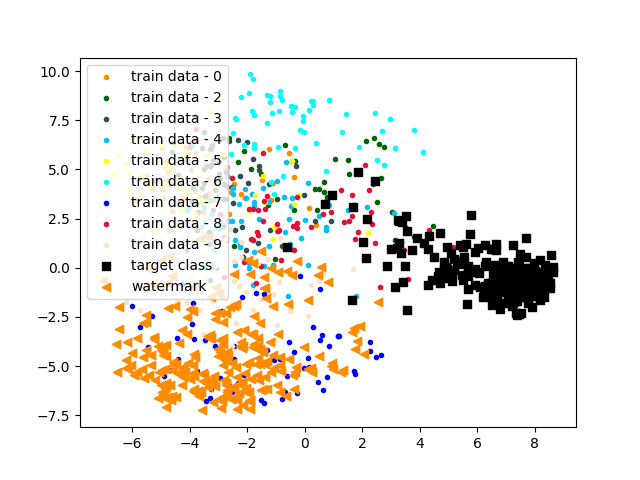 10.0
7.5
5.0
2.5
0.0
−2.5
−5.0
−7.5
train data - 0
train data - 2
train data - 3
train data - 4
train data - 5
train data - 6
train data - 7
train data - 8
train data - 9
target class
watermark
−6 −4 −2 0 2 4 6 8